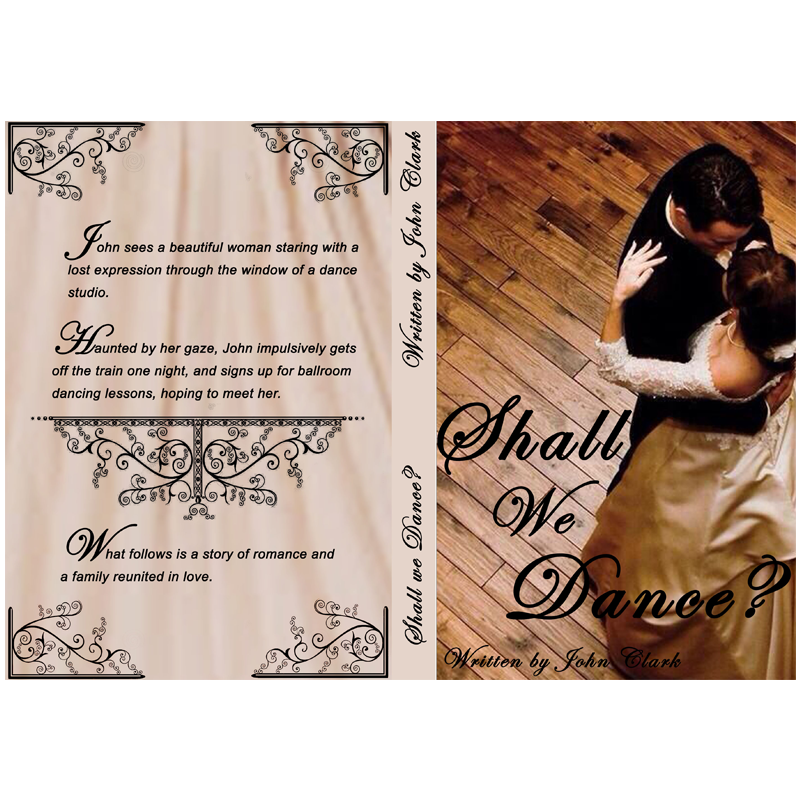 John sees a beautiful woman staring with a
lost expression through the window of a dance
studio.
Haunted by her gaze, John impulsively gets
off the train one night, and signs up for ballroom
dancing lessons, hoping to meet her.
What follows is a story of romance and
a family reunited in love.
Shall we Dance?
Written by John Clark
Shall
We
Dance?
Written by John Clark